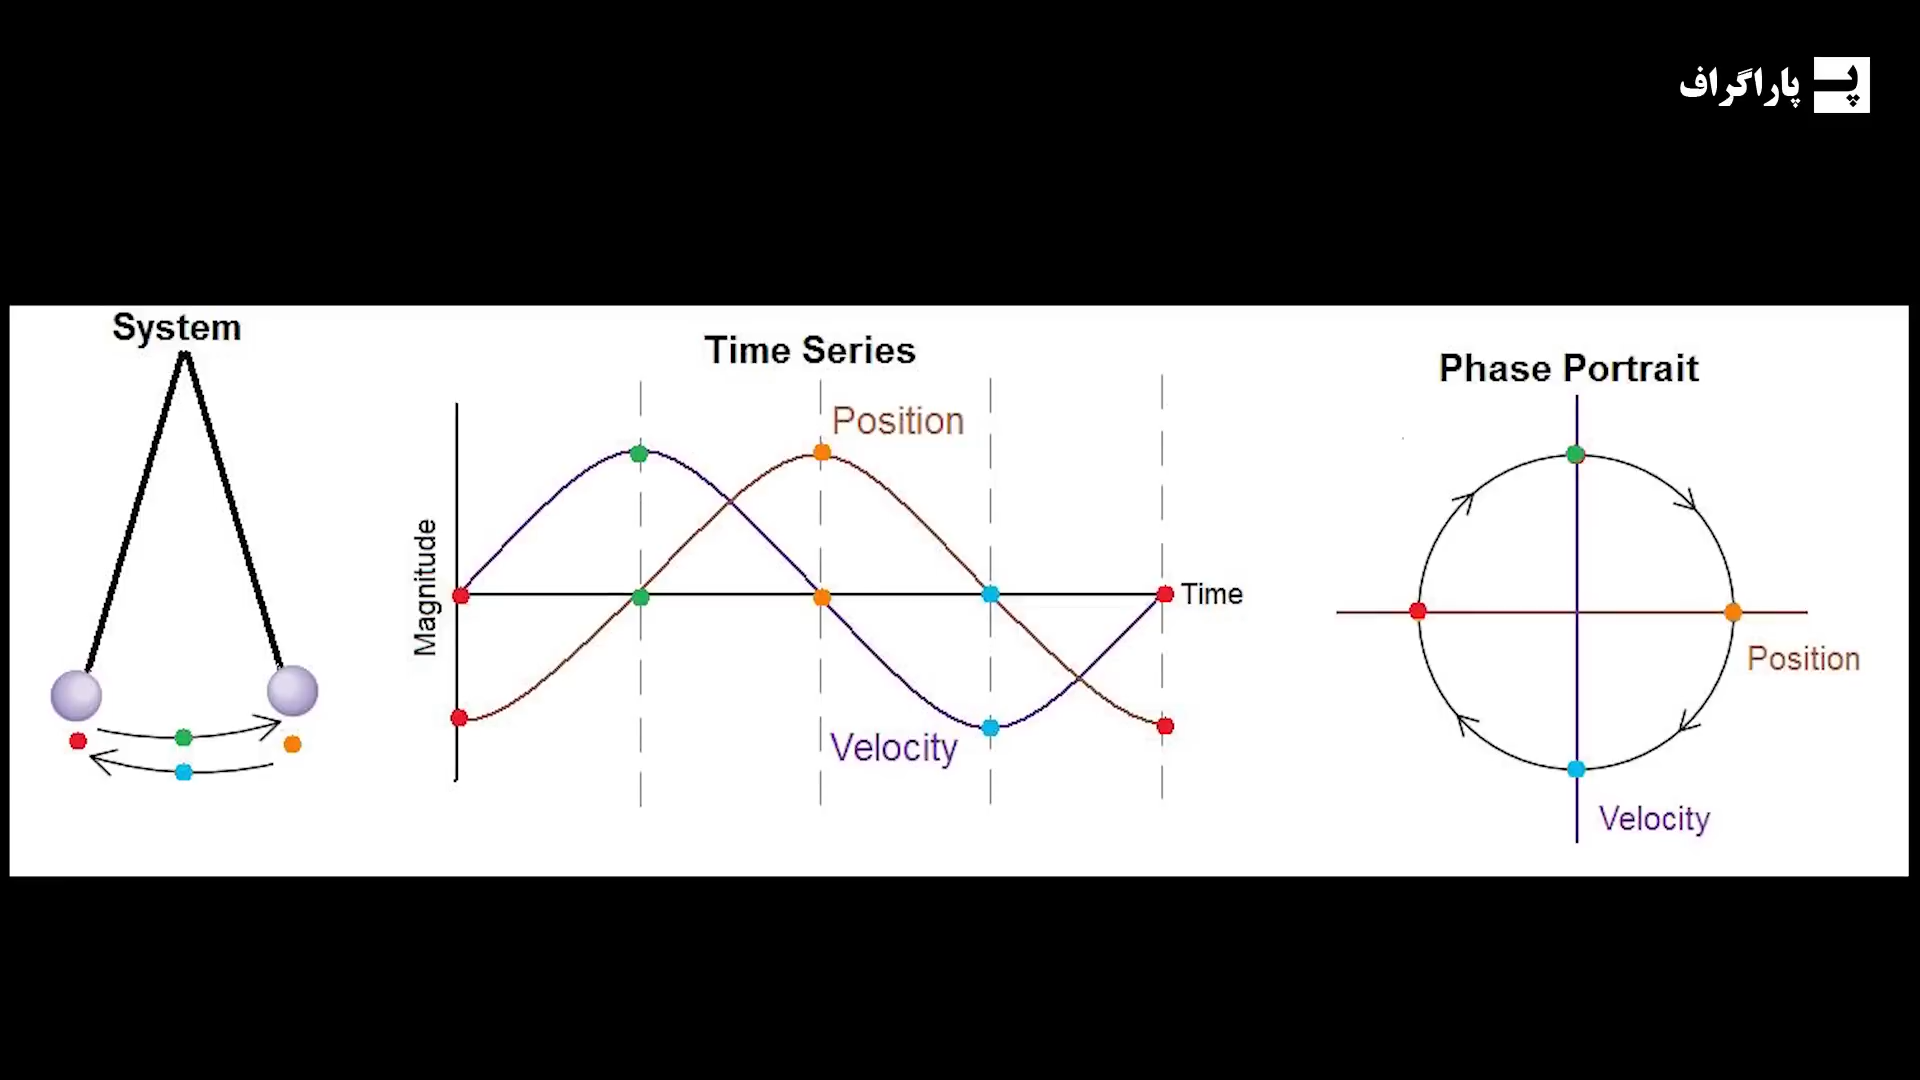 پاراگراف
System
Time Series
Phase Portrait
Position
Magnitude
Time
Velocity
Position
Velocity